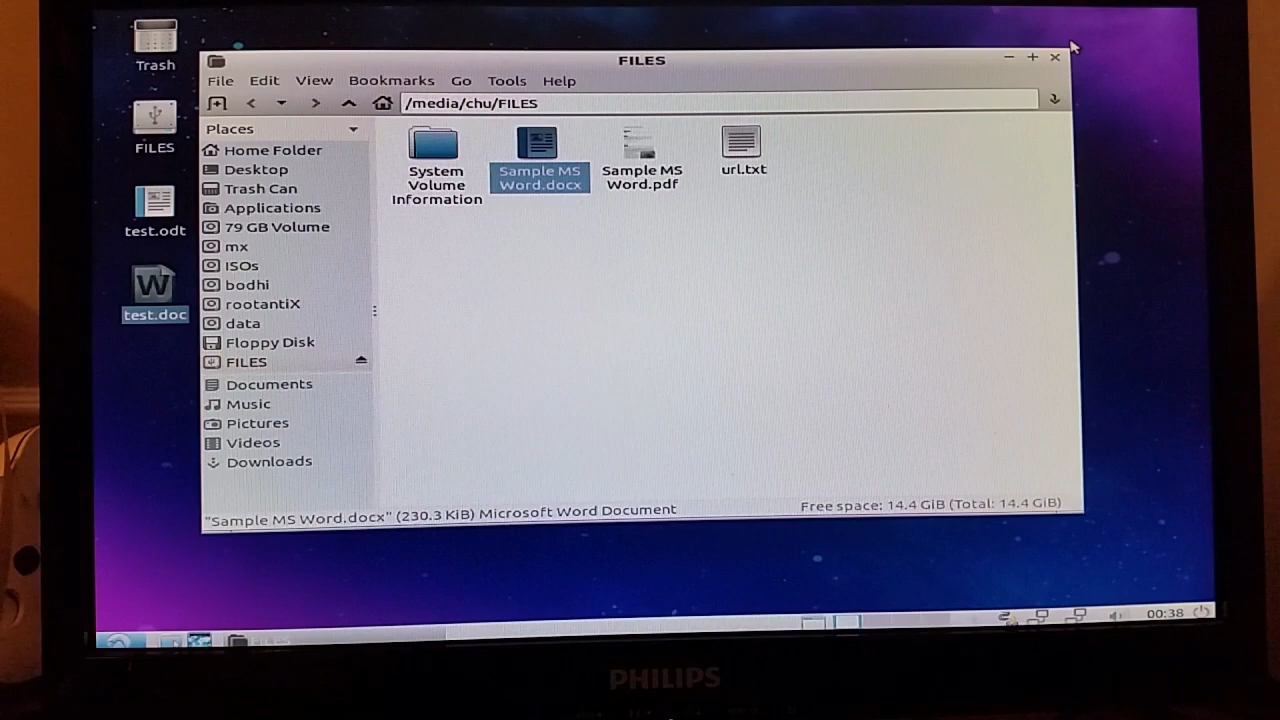 Trash
FILES
test.odt
W
test.doc
FILES
File Edit View Bookmarks Go Tools Help
/media/chu/FILES
Places
Home Folder
Desktop
Trash Can
Applications
79 GB Volume
mx
ISOs
bodhi
rootantiX
data
Floppy Disk
FILES
Documents
Music
Pictures
Videos
Downloads
System
Volume
Information
Sample MS
Word.docx
Sample MS
Word.pdf
url.txt
"Sample MS Word.docx" (230.3 KiB) Microsoft Word Document
Free space: 14.4 GiB (Total: 14.4 GiB)
FILES
00:38
PHILIPS